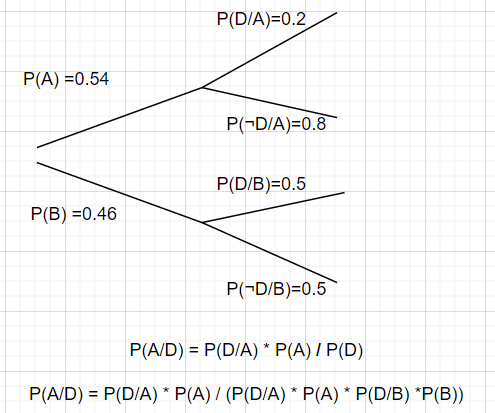 P(D/A)=0.2
P(A) =0.54
P(¬D/A)=0.8
P(D/B)=0.5
P(B) =0.46
P(¬D/B)=0.5
P(A/D) = P(D/A) * P(A) / P(D)
P(A/D) = P(D/A) * P(A) / (P(D/A) * P(A) * P(D/B) *P(B))